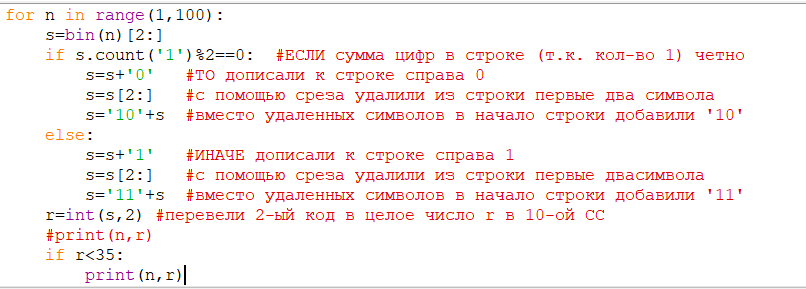 for n in range(1,100):
    s=bin(n)[2:]
    if s.count('1')%2==0:  #ЕСЛИ сумма цифр в строке (т.к. кол-во 1) четно
        s=s+'0'   #ТО дописали к строке справа 0
        s=s[2:]   #с помощью среза удалили из строки первые два символа
        s='10'+s  #вместо удаленных символов в начало строки добавили '10'
    else:
        s=s+'1'   #ИНАЧЕ дописали к строке справа 1
        s=s[2:]   #с помощью среза удалили из строки первые двасимвола
        s='11'+s  #вместо удаленных символов в начало строки добавили '11'
    r=int(s,2) #перевели 2-ый код в целое число r в 10-ой СС
    #print(n,r)
    if r<35:
        print(n,r)